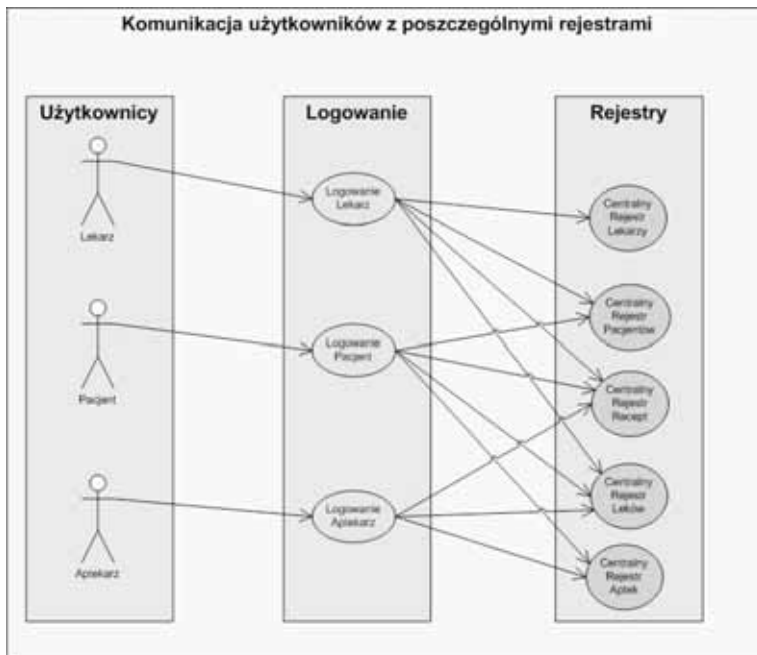 Komunikacja użytkowników z poszczególnymi rejestrami
Użytkownicy
Logowanie
Rejestry
Lekarz
Logowanie
Lekarz
Centralny
Rejestr
Lekarzy
Centralny
Rejestr
Pacjentów
Pacjent
Logowanie
Pacjent
Centralny
Rejestr
Recept
Aptekarz
Logowanie
Aptekarz
Centralny
Rejestr
Leków
Centralny
Rejestr
Aptek